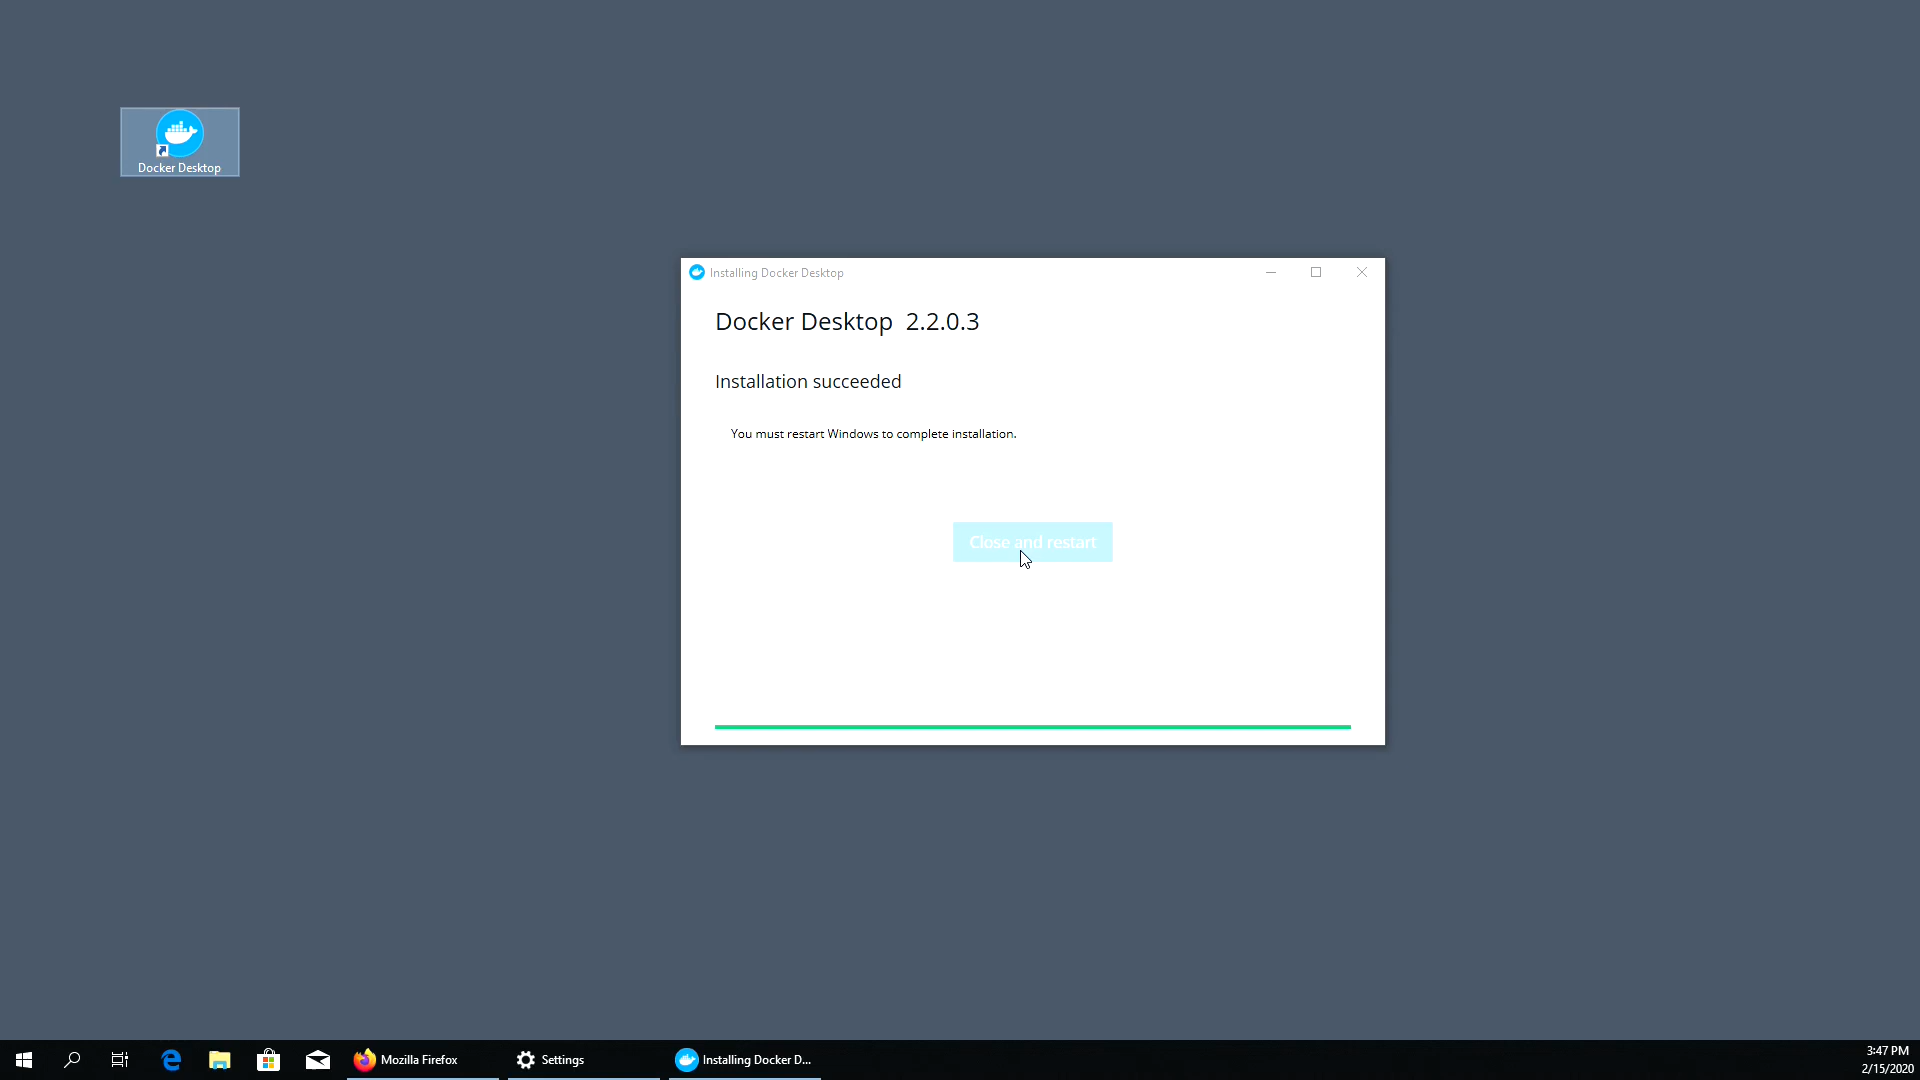 Docker Desktop
Installing Docker Desktop
Docker Desktop 2.2.0.3
Installation succeeded
You must restart Windows to complete installation.
Close and restart
Mozilla Firefox
Settings
Installing Docker D...
3:47 PM
2/15/2020